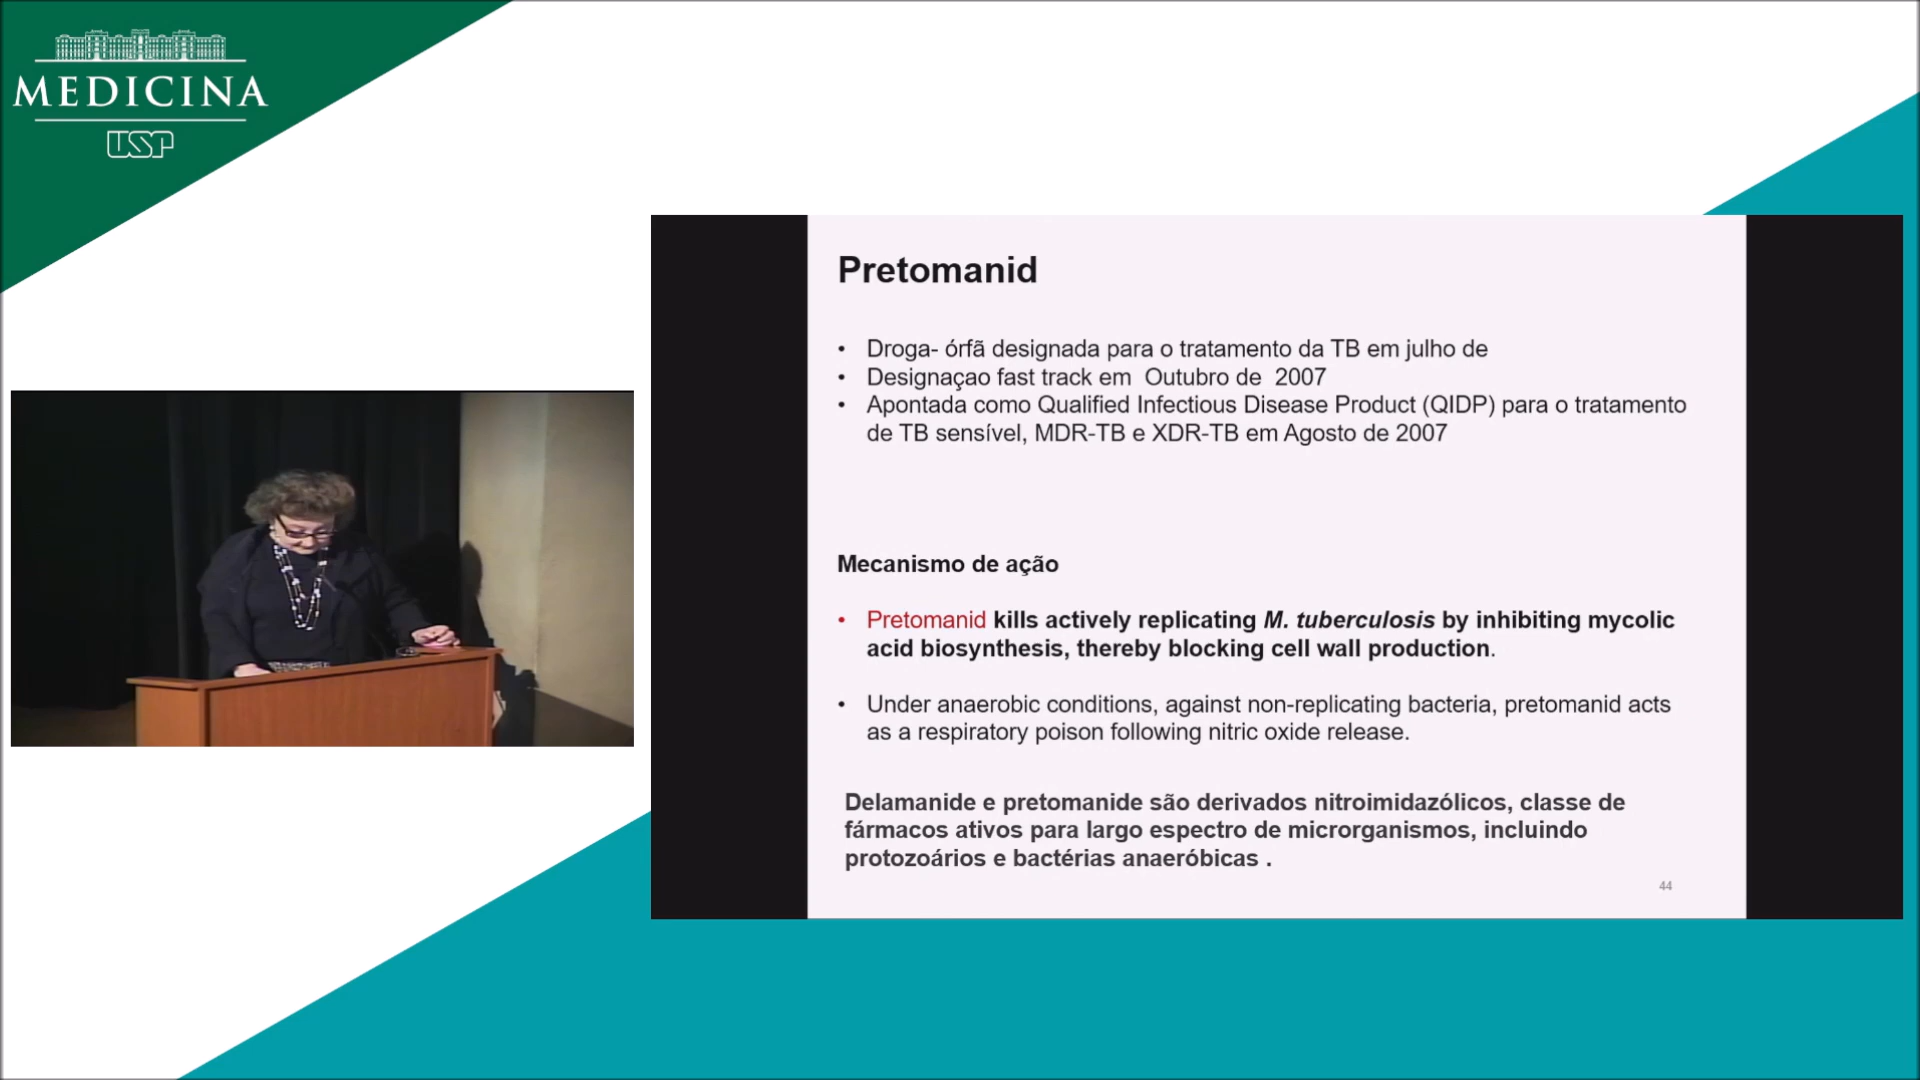 MEDICINA
USP
Pretomanid
• Droga- órfã designada para o tratamento da TB em julho de
• Designaçao fast track em Outubro de 2007
• Apontada como Qualified Infectious Disease Product (QIDP) para o tratamento
de TB sensível, MDR-TB e XDR-TB em Agosto de 2007
Mecanismo de ação
• Pretomanid kills actively replicating M. tuberculosis by inhibiting mycolic
acid biosynthesis, thereby blocking cell wall production.
• Under anaerobic conditions, against non-replicating bacteria, pretomanid acts
as a respiratory poison following nitric oxide release.
Delamanide e pretomanide são derivados nitroimidazólicos, classe de
fármacos ativos para largo espectro de microrganismos, incluindo
protozoários e bactérias anaeróbicas .
44